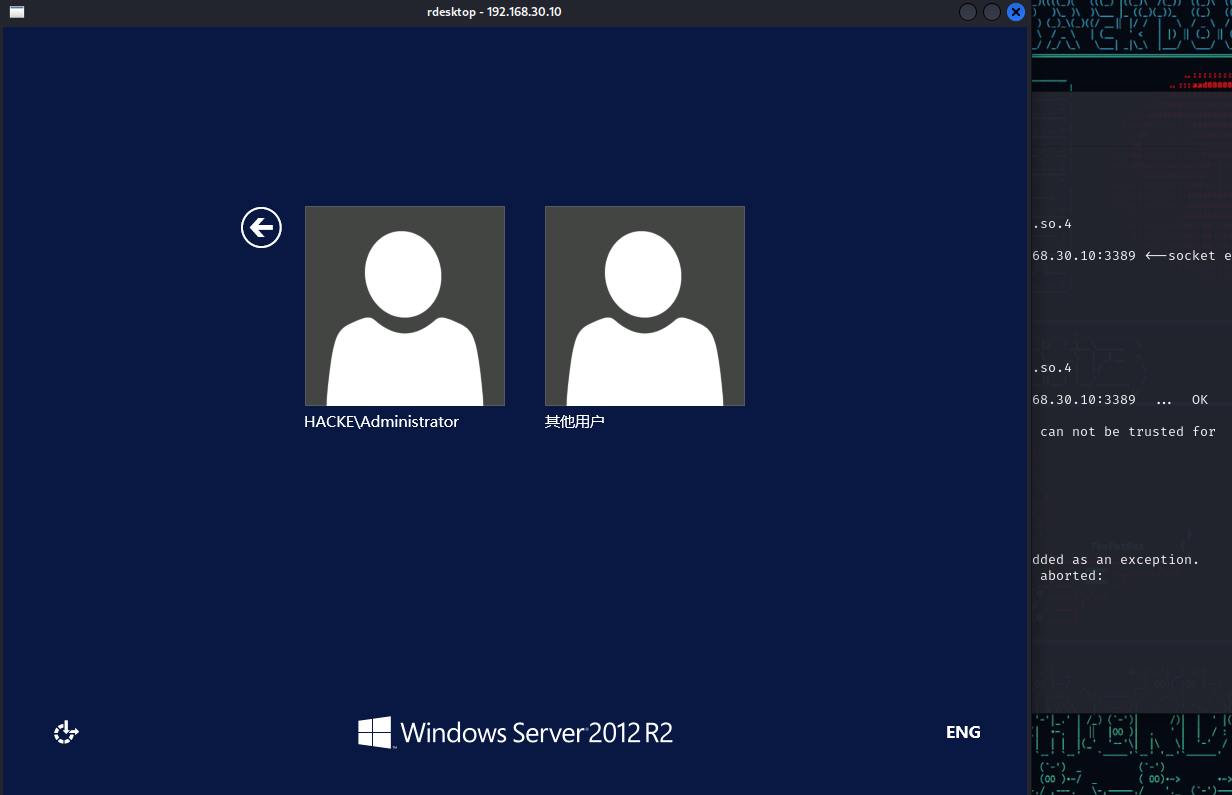 rdesktop - 192.168.30.10
.so.4
68.30.10:3389 <--socket e
.so.4
68.30.10:3389 ... OK
can not be trusted for
HACKE\Administrator
其他用户
dded as an exception.
aborted:
Windows Server 2012 R2
ENG